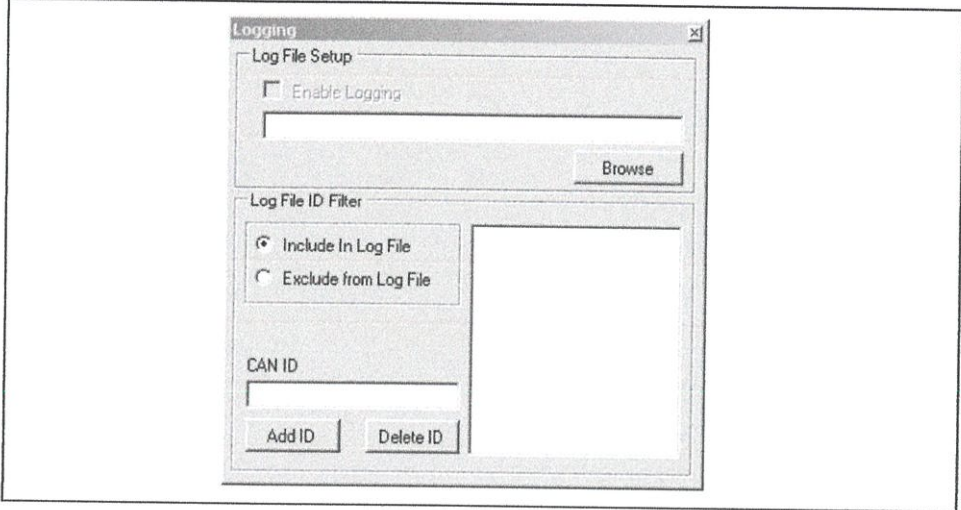 Logging
Log File Setup
Enable Logging
Browse
Log File ID Filter
Include In Log File
Exclude from Log File
CAN ID
Add ID
Delete ID